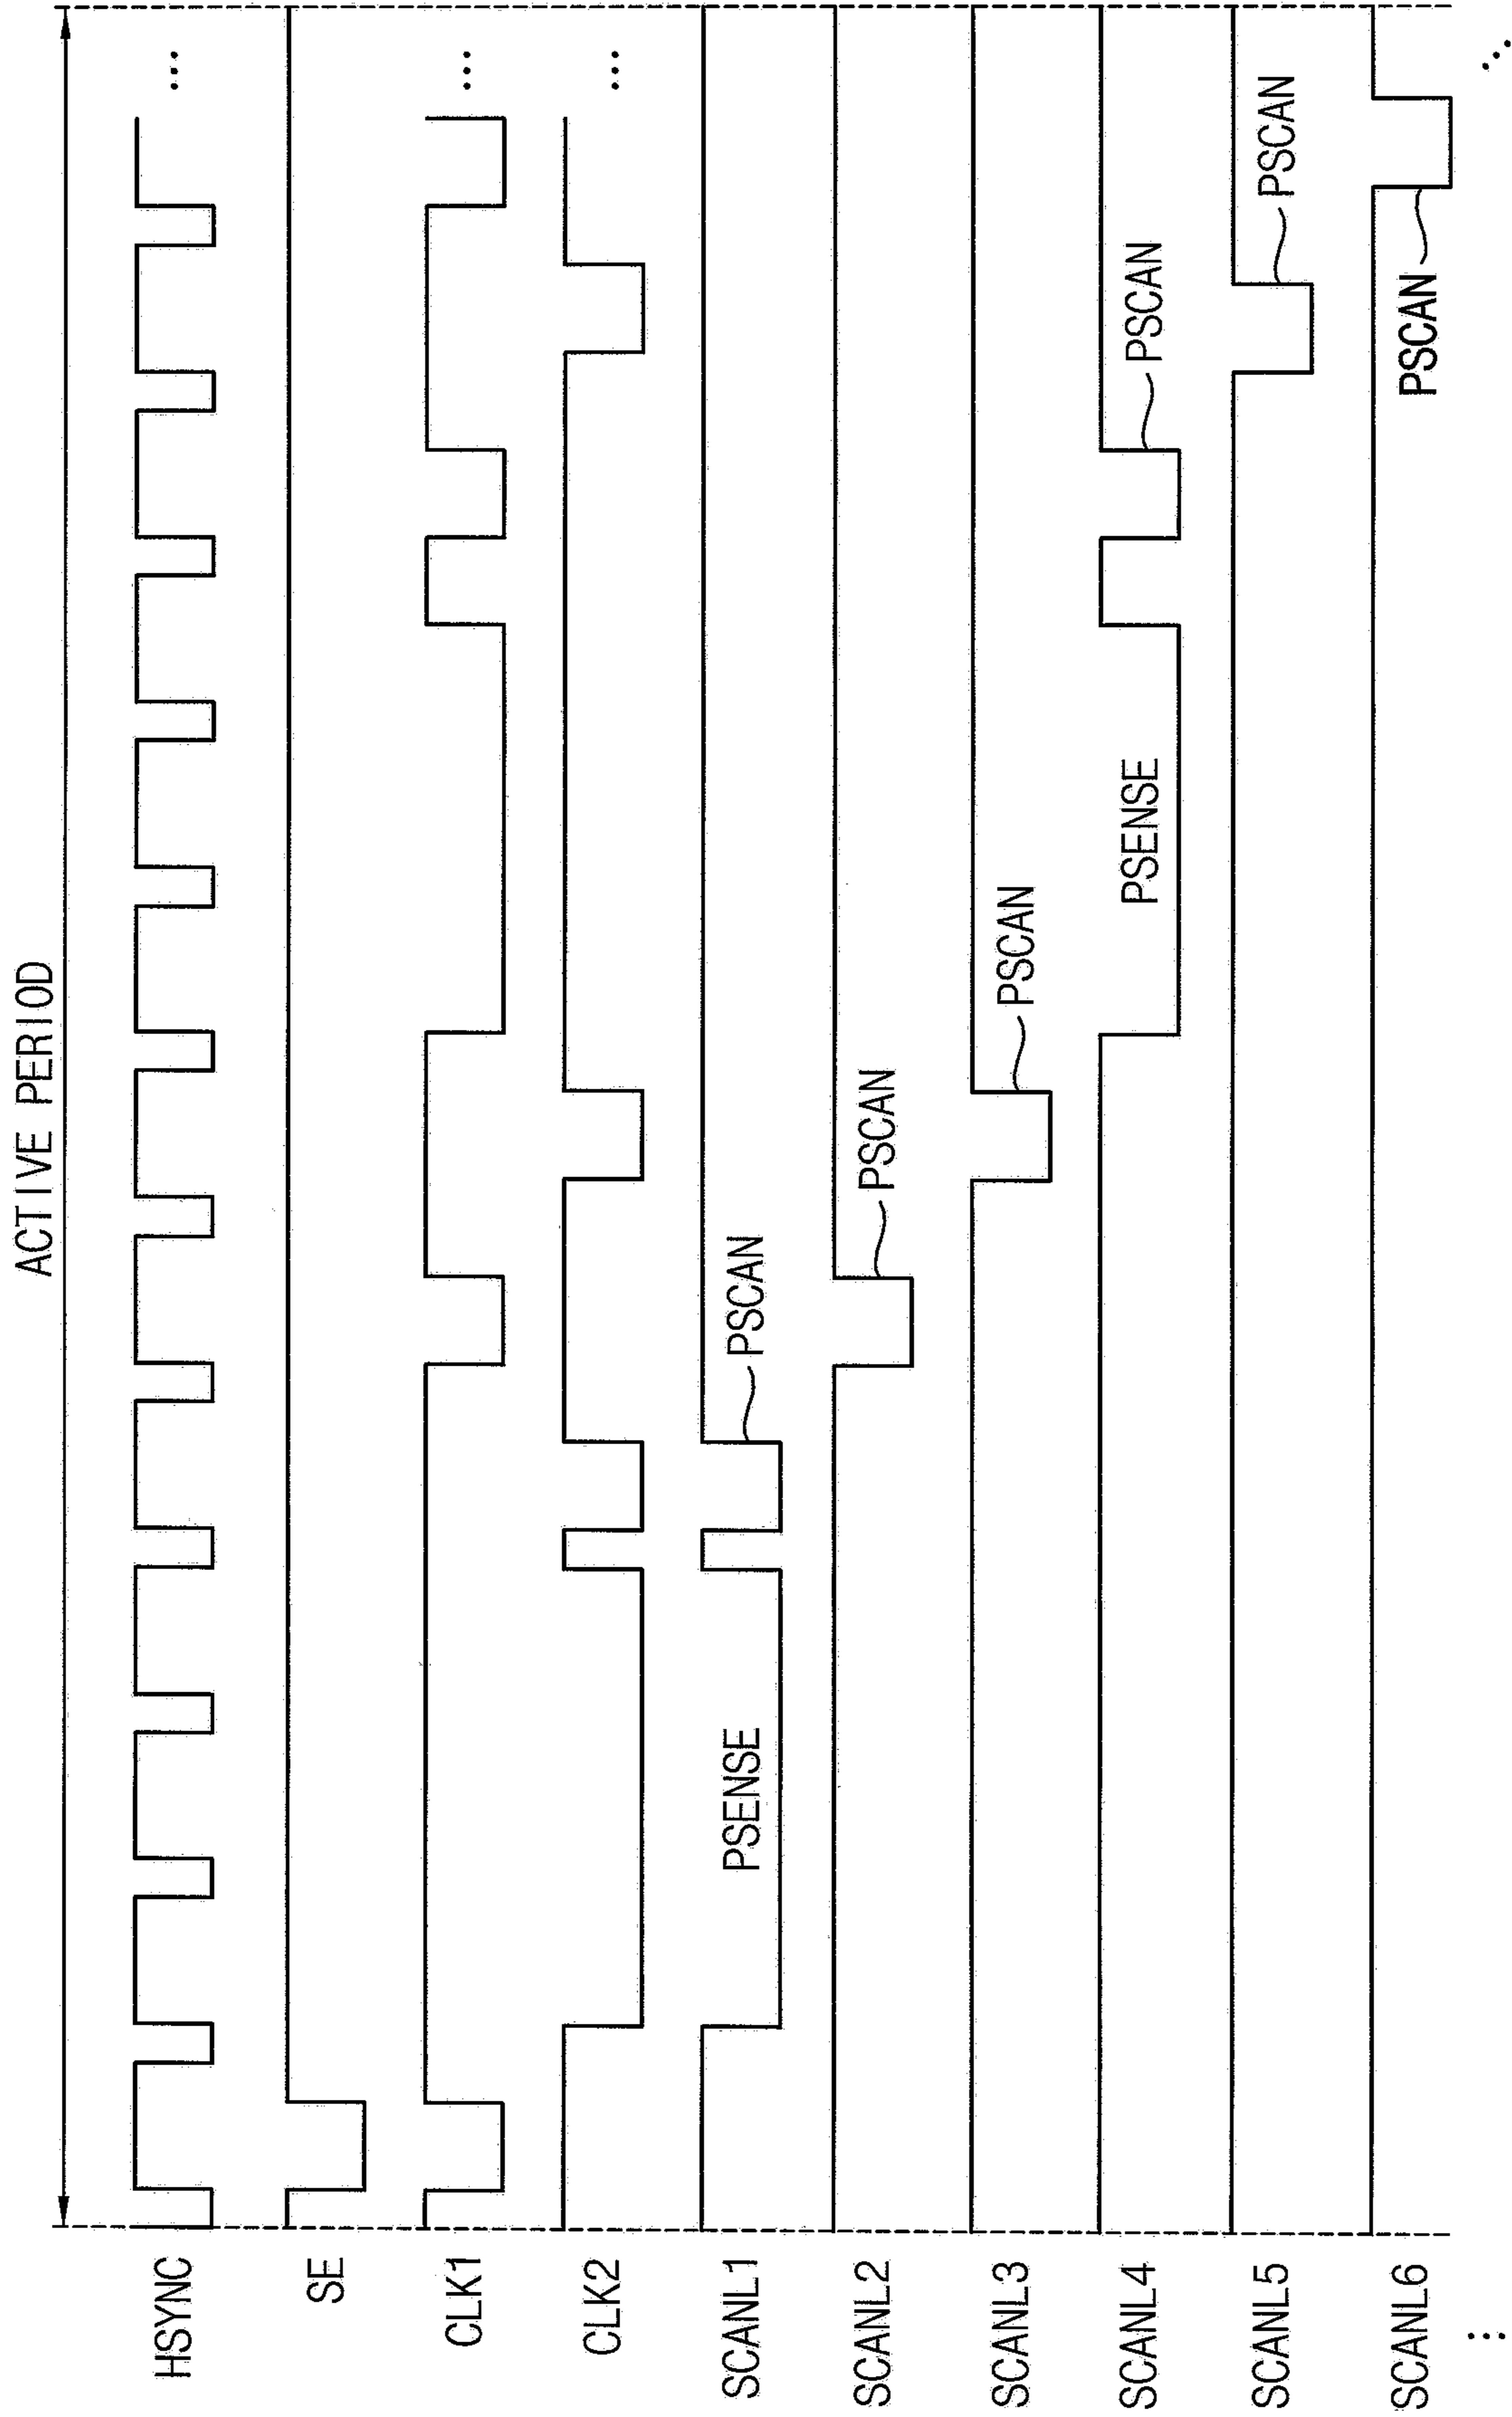 ACTIVE PERIOD
HSYNC
...
SE
CLK1
...
CLK2
...
SCANL1
PSENSE
PSCAN
SCANL2
PSCAN
SCANL3
PSCAN
SCANL4
PSENSE
PSCAN
SCANL5
PSCAN
SCANL6
PSCAN